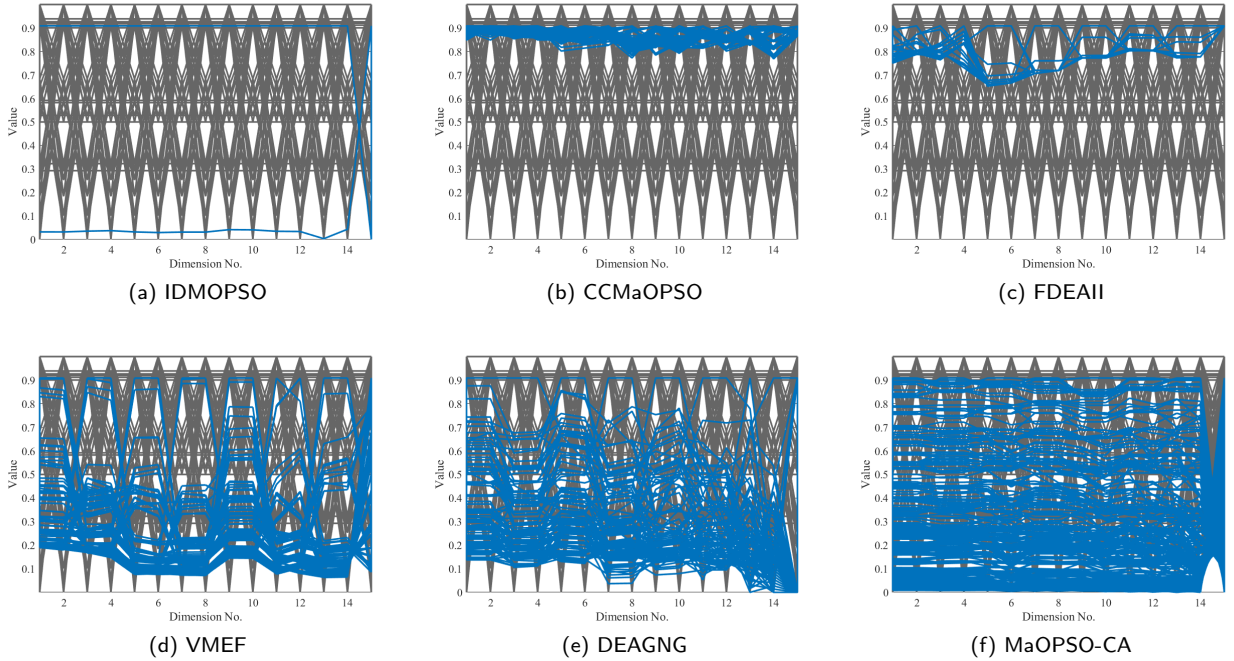 0.9
0.8
0.7
0.6
0.5
0.4
0.3
0.2
0.1
0
Value
2 4 6 8 10 12 14
Dimension No.
(a) IDMOPSO
0.9
0.8
0.7
0.6
0.5
0.4
0.3
0.2
0.1
Value
2 4 6 8 10 12 14
Dimension No.
(b) CCMaOPSO
0.9
0.8
0.7
0.6
0.5
0.4
0.3
0.2
0.1
Value
2 4 6 8 10 12 14
Dimension No.
(c) FDEAII
0.9
0.8
0.7
0.6
0.5
0.4
0.3
0.2
0.1
Value
2 4 6 8 10 12 14
Dimension No.
(d) VMEF
0.9
0.8
0.7
0.6
0.5
0.4
0.3
0.2
0.1
Value
2 4 6 8 10 12 14
Dimension No.
(e) DEAGNG
0.9
0.8
0.7
0.6
0.5
0.4
0.3
0.2
0.1
0
Value
2 4 6 8 10 12 14
Dimension No.
(f) MaOPSO-CA